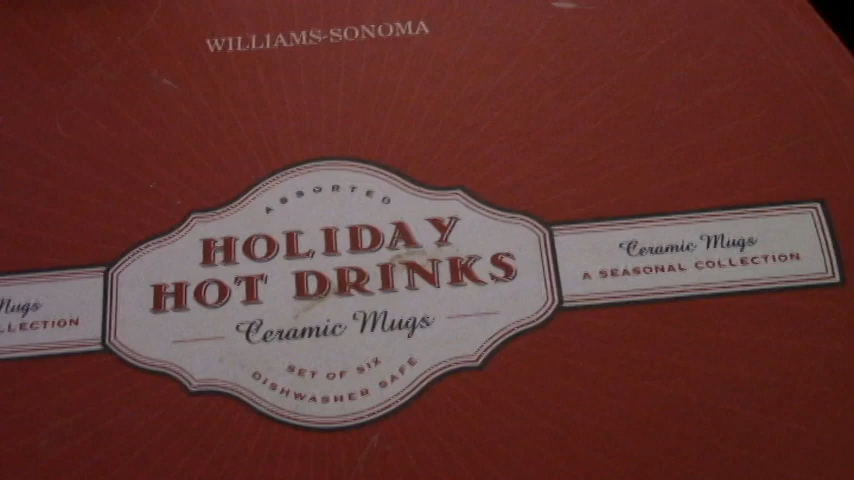 WILLIAMS-SONOMA
ASSORTED
HOLIDAY
HOT DRINKS
Ceramic Mugs
SET OF SIX
DISHWASHER SAFE
Ceramic Mugs
A SEASONAL COLLECTION
Mugs
LLECTION